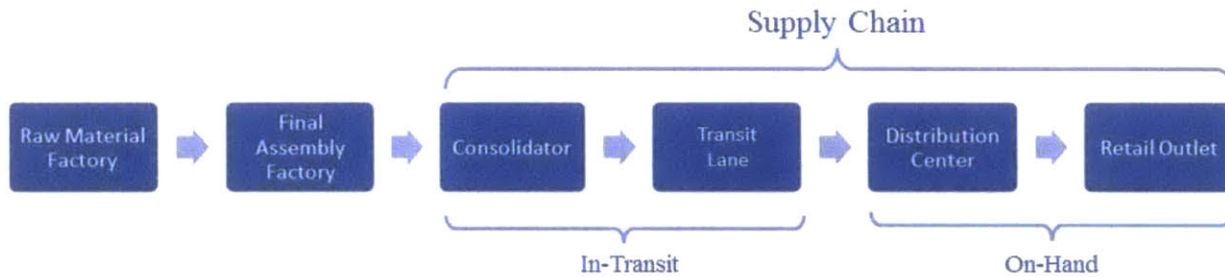 Supply Chain
Raw Material
Factory
Final
Assembly
Factory
Consolidator
Transit
Lane
Distribution
Center
Retail Outlet
In-Transit
On-Hand